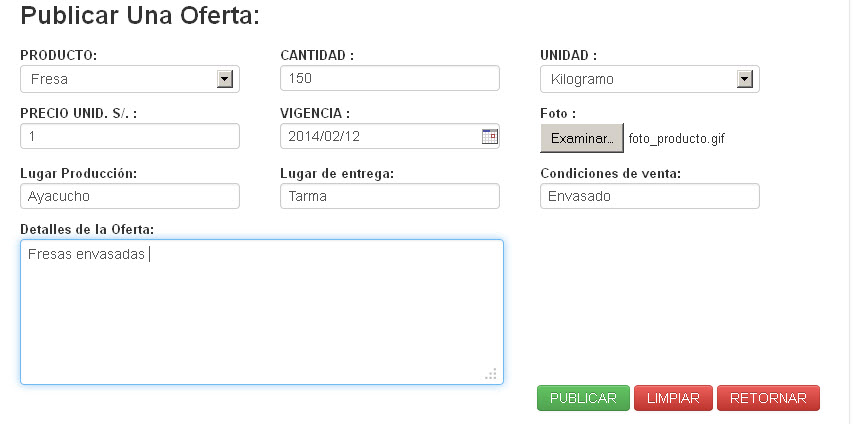 Publicar Una Oferta:
PRODUCTO: CANTIDAD : UNIDAD :
Fresa 150 Kilogramo
PRECIO UNID. S/. : VIGENCIA : Foto :
1 2014/02/12 Examinar... foto_producto.gif
Lugar Producción: Lugar de entrega: Condiciones de venta:
Ayacucho Tarma Envasado
Detalles de la Oferta:
Fresas envasadas
PUBLICAR LIMPIAR RETORNAR